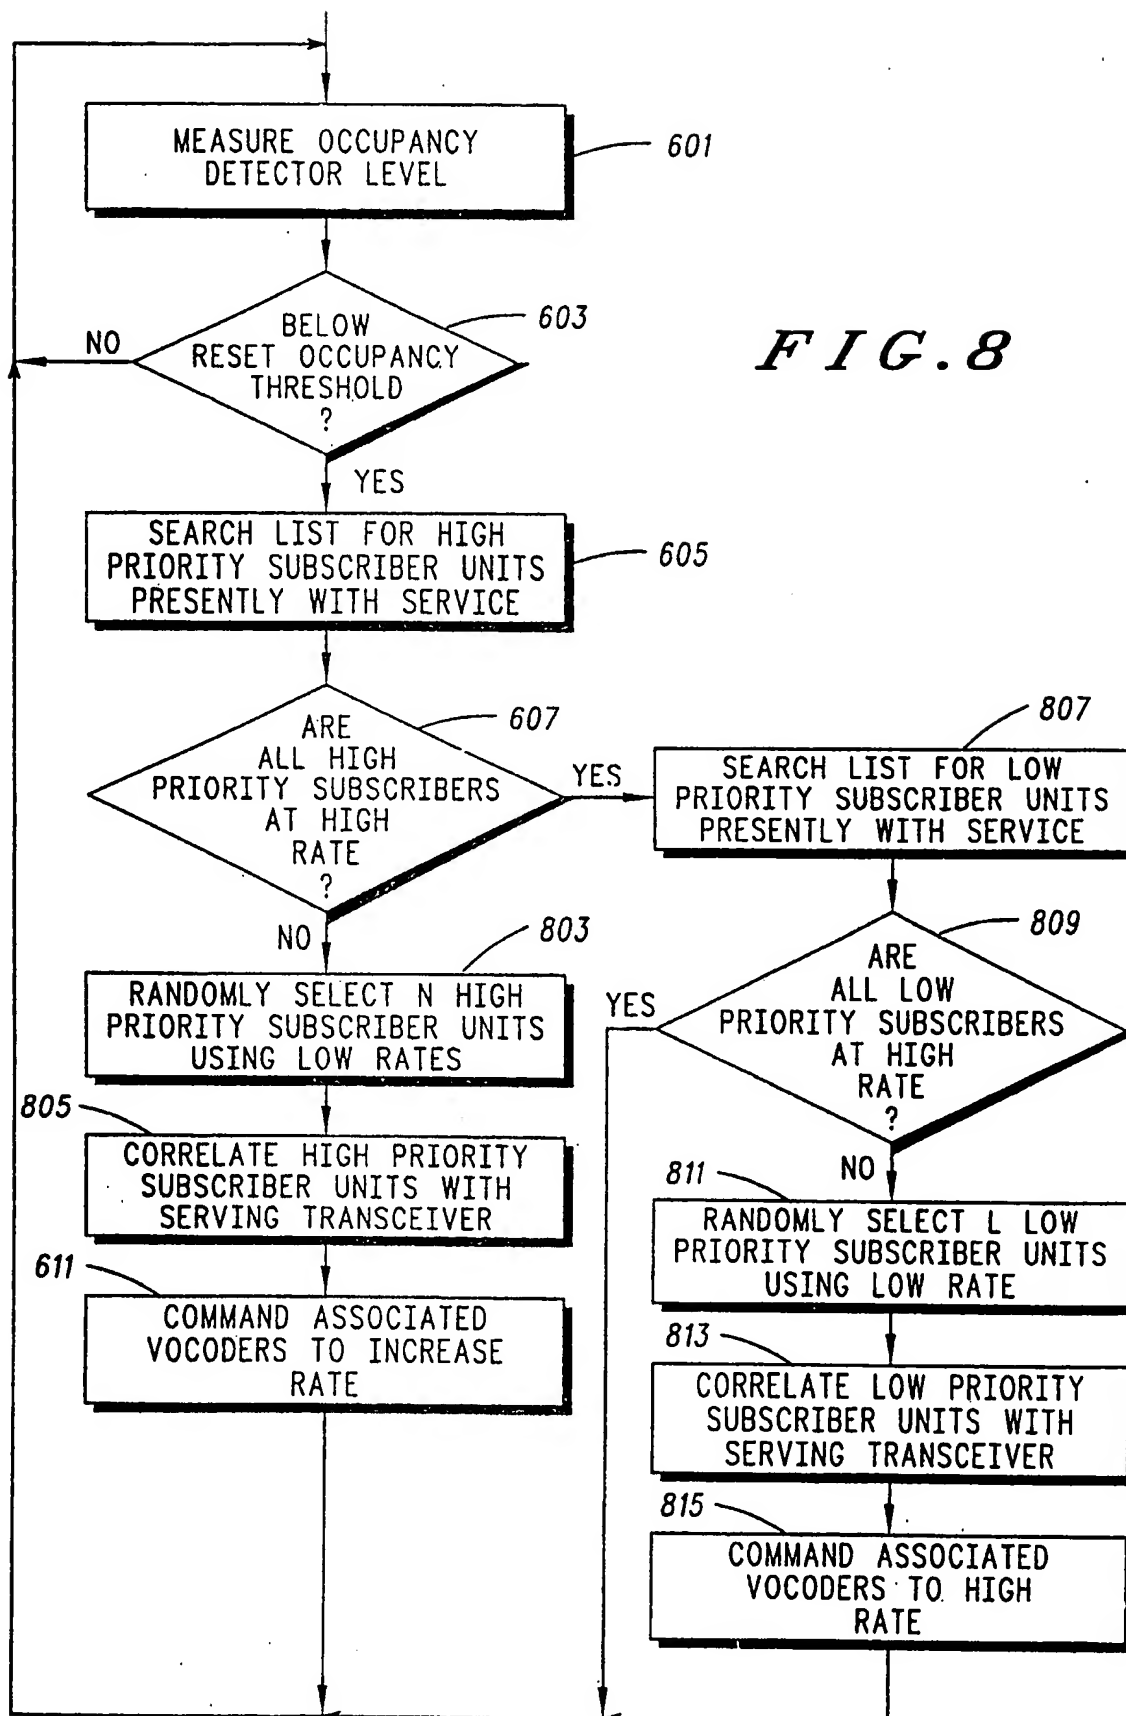 MEASURE OCCUPANCY
DETECTOR LEVEL
601
BELOW
RESET OCCUPANCY
THRESHOLD
?
603
NO
YES
FIG.8
SEARCH LIST FOR HIGH
PRIORITY SUBSCRIBER UNITS
PRESENTLY WITH SERVICE
605
ARE
ALL HIGH
PRIORITY SUBSCRIBERS
AT HIGH
RATE
?
607
YES
NO
807
SEARCH LIST FOR LOW
PRIORITY SUBSCRIBER UNITS
PRESENTLY WITH SERVICE
803
RANDOMLY SELECT N HIGH
PRIORITY SUBSCRIBER UNITS
USING LOW RATES
809
ARE
ALL LOW
PRIORITY SUBSCRIBERS
AT HIGH
RATE
?
YES
NO
805
CORRELATE HIGH PRIORITY
SUBSCRIBER UNITS WITH
SERVING TRANSCEIVER
811
RANDOMLY SELECT L LOW
PRIORITY SUBSCRIBER UNITS
USING LOW RATE
611
COMMAND ASSOCIATED
VOCODERS TO INCREASE
RATE
813
CORRELATE LOW PRIORITY
SUBSCRIBER UNITS WITH
SERVING TRANSCEIVER
815
COMMAND ASSOCIATED
VOCODERS TO HIGH
RATE